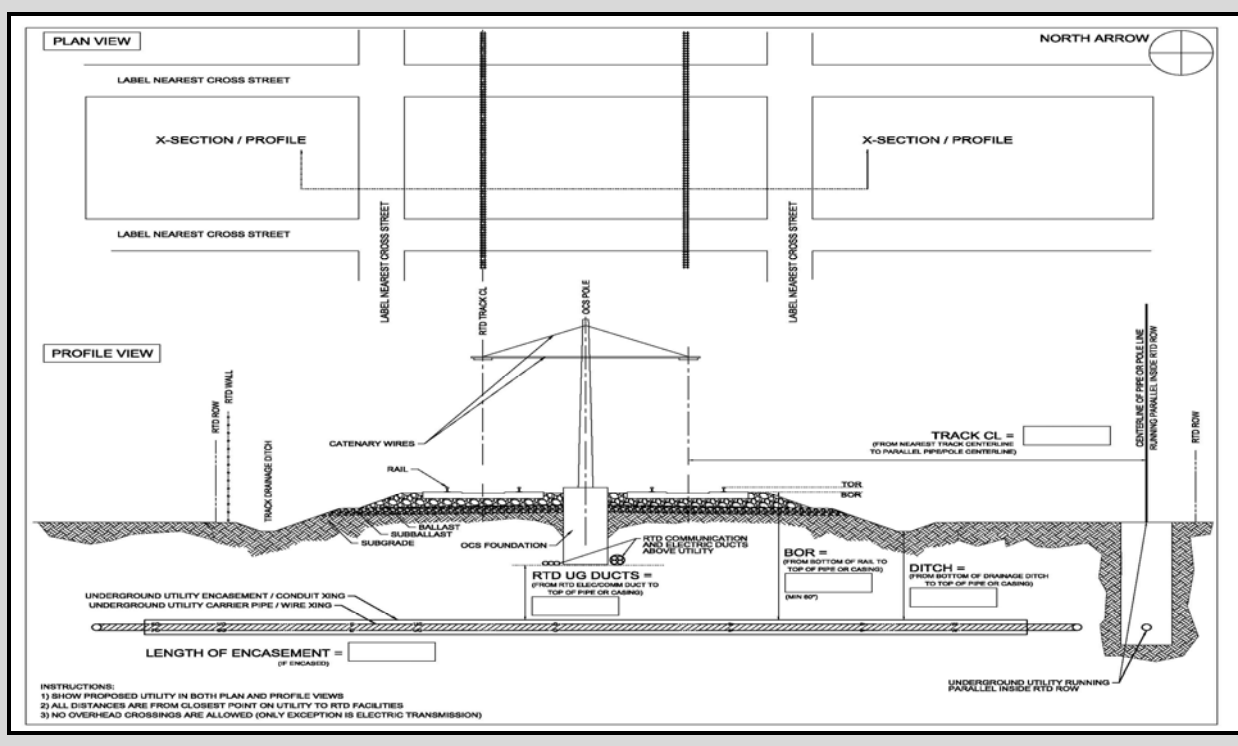 PLAN VIEW
NORTH ARROW
LABEL NEAREST CROSS STREET
X-SECTION / PROFILE
X-SECTION / PROFILE
LABEL NEAREST CROSS STREET
LABEL NEAREST CROSS STREET
RTD TRACK CL
OCS POLE
LABEL NEAREST CROSS STREET
PROFILE VIEW
RTD ROW
RTD WALL
TRACK DRAINAGE DITCH
CATENARY WIRES
RAIL
CENTERLINE OF PIPE OR POLE LINE
RUNNING PARALLEL INSIDE RTD ROW
RTD ROW
TRACK CL =
(FROM NEAREST TRACK CENTERLINE
TO PARALLEL PIPE/POLE CENTERLINE)
TOR
BOR
BALLAST
SUBBALLAST
SUBGRADE
OCS FOUNDATION
RTD COMMUNICATION
AND ELECTRIC DUCTS
ABOVE UTILITY
RTD UG DUCTS =
(FROM RTD ELEC/COMM DUCT TO
TOP OF PIPE OR CASING)
BOR =
(FROM BOTTOM OF RAIL TO
TOP OF PIPE OR CASING)
(MIN 60")
DITCH =
(FROM BOTTOM OF DRAINAGE DITCH
TO TOP OF PIPE OR CASING)
UNDERGROUND UTILITY ENCASEMENT / CONDUIT XING
UNDERGROUND UTILITY CARRIER PIPE / WIRE XING
LENGTH OF ENCASEMENT =
(IF ENCASED)
UNDERGROUND UTILITY RUNNING
PARALLEL INSIDE RTD ROW
INSTRUCTIONS:
1) SHOW PROPOSED UTILITY IN BOTH PLAN AND PROFILE VIEWS
2) ALL DISTANCES ARE FROM CLOSEST POINT ON UTILITY TO RTD FACILITIES
3) NO OVERHEAD CROSSINGS ARE ALLOWED (ONLY EXCEPTION IS ELECTRIC TRANSMISSION)